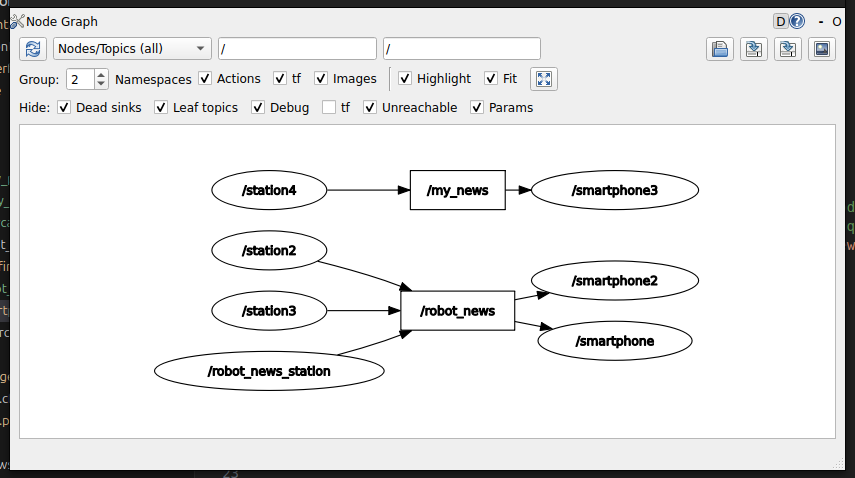 Node Graph
D ? - O
Nodes/Topics (all) / /
Group: 2 Namespaces Actions tf Images Highlight Fit
Hide: Dead sinks Leaf topics Debug tf Unreachable Params
/station4 /my_news /smartphone3
/station2
/smartphone2
/station3 /robot_news
/smartphone
/robot_news_station
23